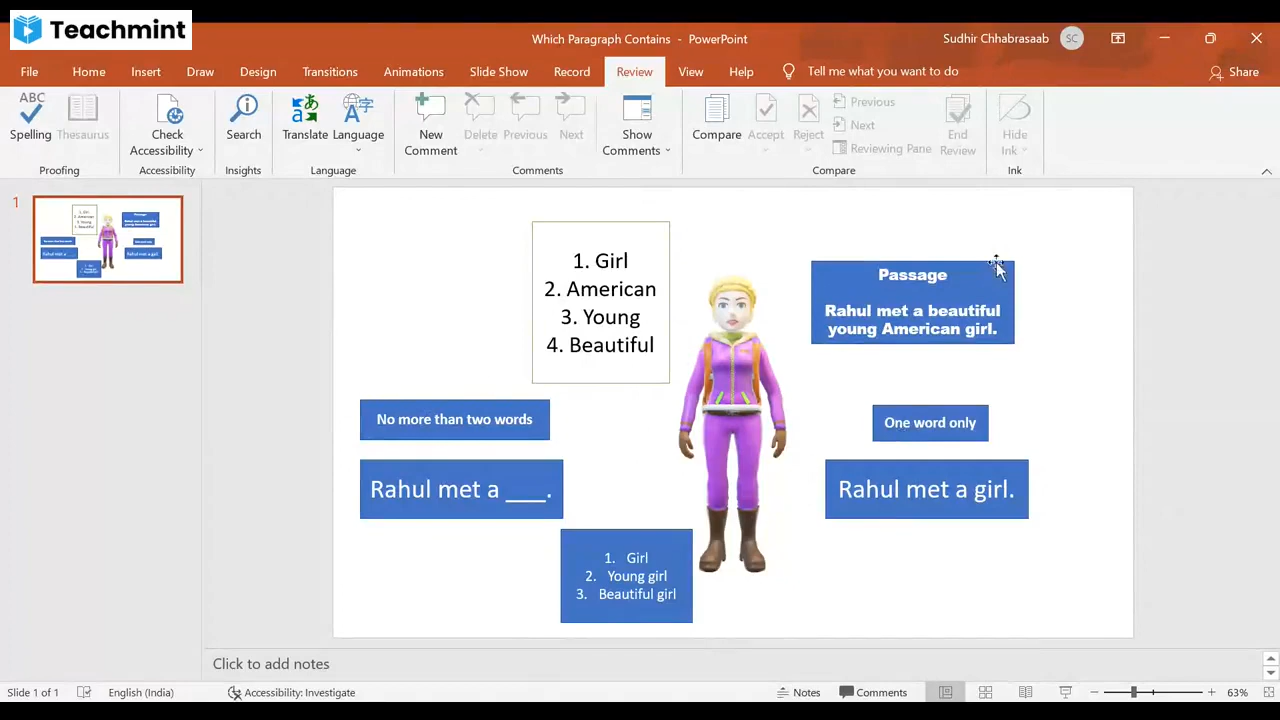 Teachmint
Which Paragraph Contains - PowerPoint
Sudhir Chhabrasaab
SC
File
Home
Insert
Draw
Design
Transitions
Animations
Slide Show
Record
Review
View
Help
Tell me what you want to do
Share
ABC
Spelling
Thesaurus
Check
Accessibility
Search
Translate
Language
New
Comment
Delete
Previous
Next
Show
Comments
Compare
Accept
Reject
Previous
Next
Reviewing Pane
End
Review
Hide
Ink
Proofing
Accessibility
Insights
Language
Comments
Compare
Ink
1
1. Girl
2. American
3. Young
4. Beautiful
Passage
Rahul met a beautiful
young American girl.
No more than two words
One word only
Rahul met a ___.
Rahul met a girl.
1. Girl
2. Young girl
3. Beautiful girl
Click to add notes
Slide 1 of 1
English (India)
Accessibility: Investigate
Notes
Comments
63%